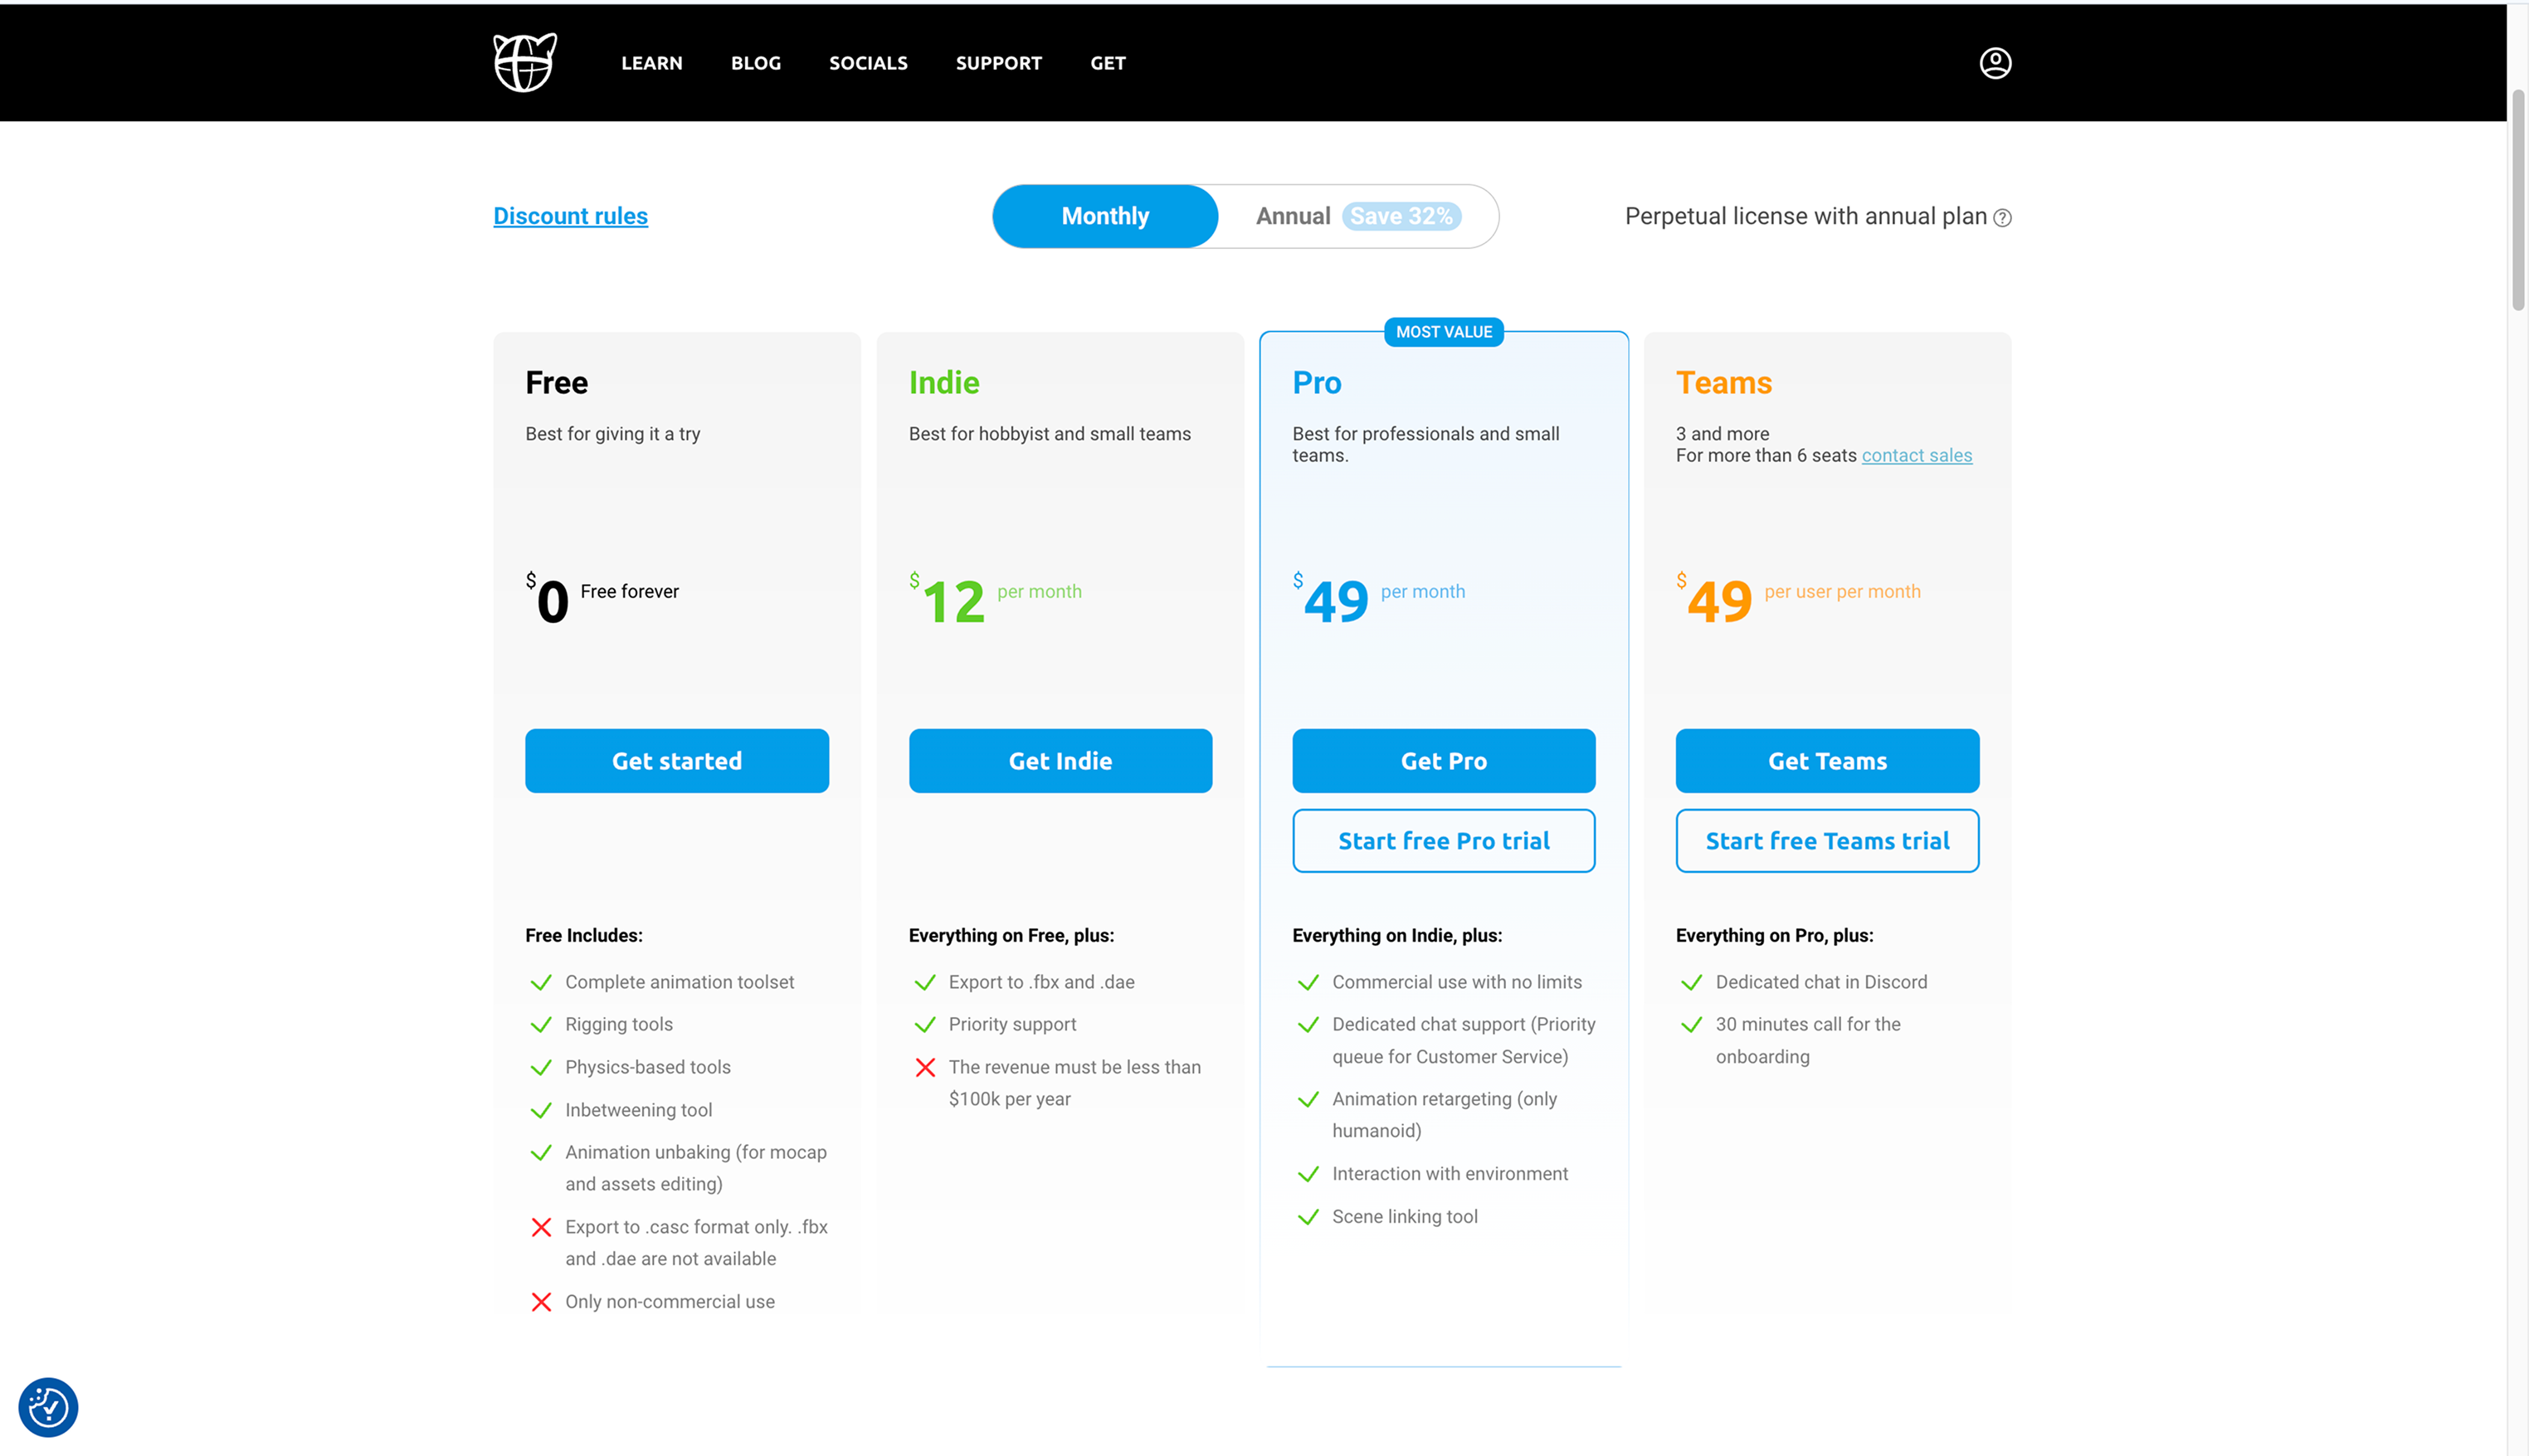 LEARN BLOG SOCIALS SUPPORT GET
Discount rules
Monthly
Annual Save 32%
Perpetual license with annual plan ?
Free
Best for giving it a try
$0 Free forever
Get started
Free Includes:
Complete animation toolset
Rigging tools
Physics-based tools
Inbetweening tool
Animation unbaking (for mocap
and assets editing)
Export to .casc format only. .fbx
and .dae are not available
Only non-commercial use
Indie
Best for hobbyist and small teams
$12 per month
Get Indie
Everything on Free, plus:
Export to .fbx and .dae
Priority support
The revenue must be less than
$100k per year
MOST VALUE
Pro
Best for professionals and small
teams.
$49 per month
Get Pro
Start free Pro trial
Everything on Indie, plus:
Commercial use with no limits
Dedicated chat support (Priority
queue for Customer Service)
Animation retargeting (only
humanoid)
Interaction with environment
Scene linking tool
Teams
3 and more
For more than 6 seats contact sales
$49 per user per month
Get Teams
Start free Teams trial
Everything on Pro, plus:
Dedicated chat in Discord
30 minutes call for the
onboarding